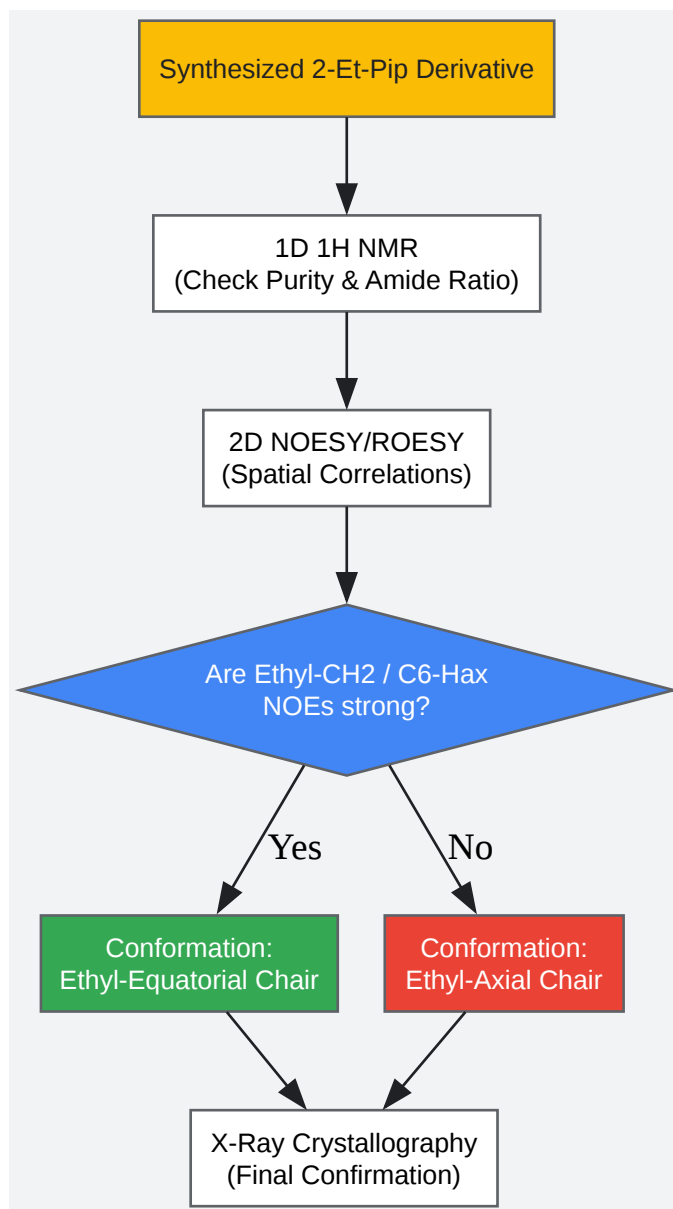 Synthesized 2-Et-Pip Derivative
1D 1H NMR
(Check Purity & Amide Ratio)
2D NOESY/ROESY
(Spatial Correlations)
Are Ethyl-CH2 / C6-Hax
NOEs strong?
Yes
No
Conformation:
Ethyl-Equatorial Chair
Conformation:
Ethyl-Axial Chair
X-Ray Crystallography
(Final Confirmation)